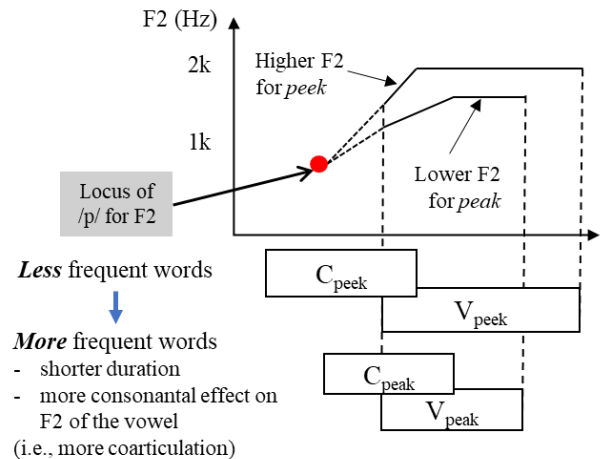 F2 (Hz)
2k
1k
Higher F2
for peek
Lower F2
for peak
Locus of
/p/ for F2
Less frequent words
More frequent words
- shorter duration
- more consonantal effect on
F2 of the vowel
(i.e., more coarticulation)
Cpeek
Vpeek
Cpeak
Vpeak